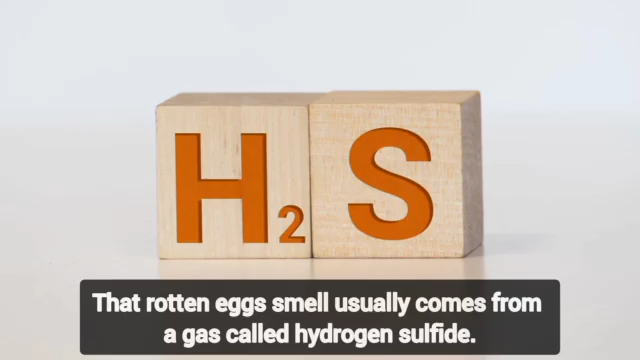 H₂S
That rotten eggs smell usually comes from
a gas called hydrogen sulfide.